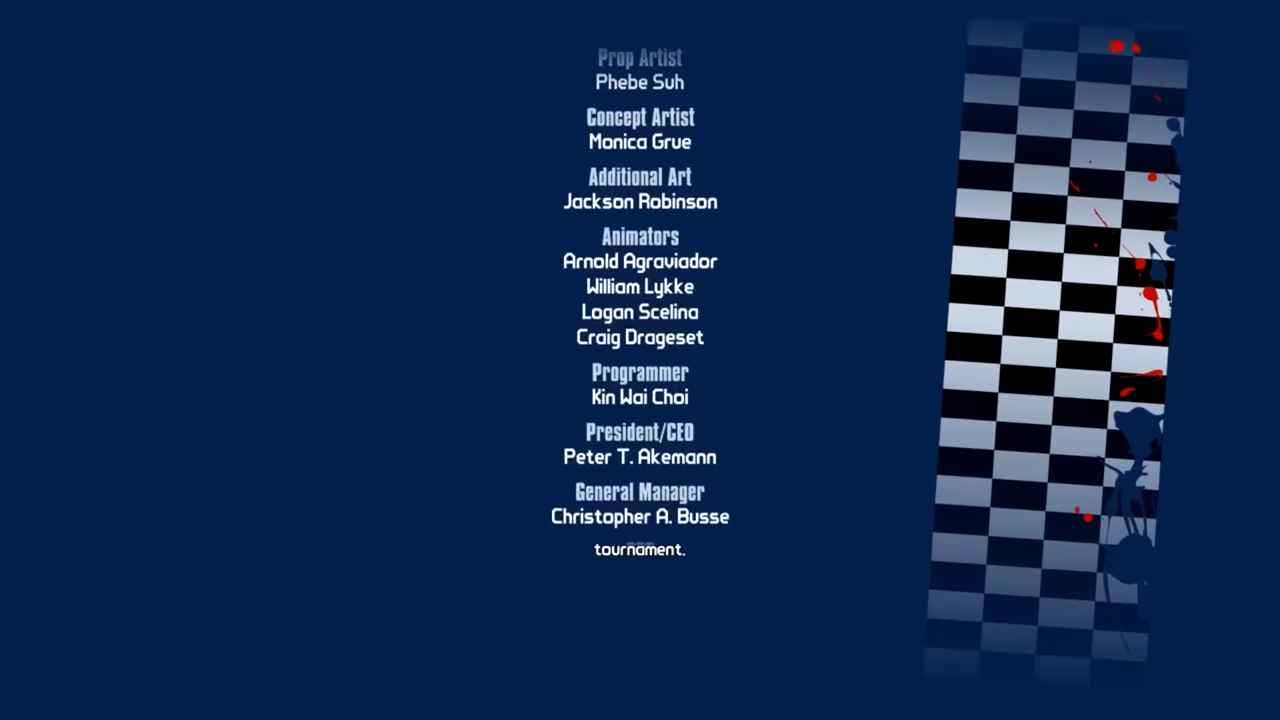 Prop Artist
Phebe Suh
Concept Artist
Monica Grue
Additional Art
Jackson Robinson
Animators
Arnold Agraviador
William Lykke
Logan Scelina
Craig Drageset
Programmer
Kin Wai Choi
President/CEO
Peter T. Akemann
General Manager
Christopher A. Busse
tournament.